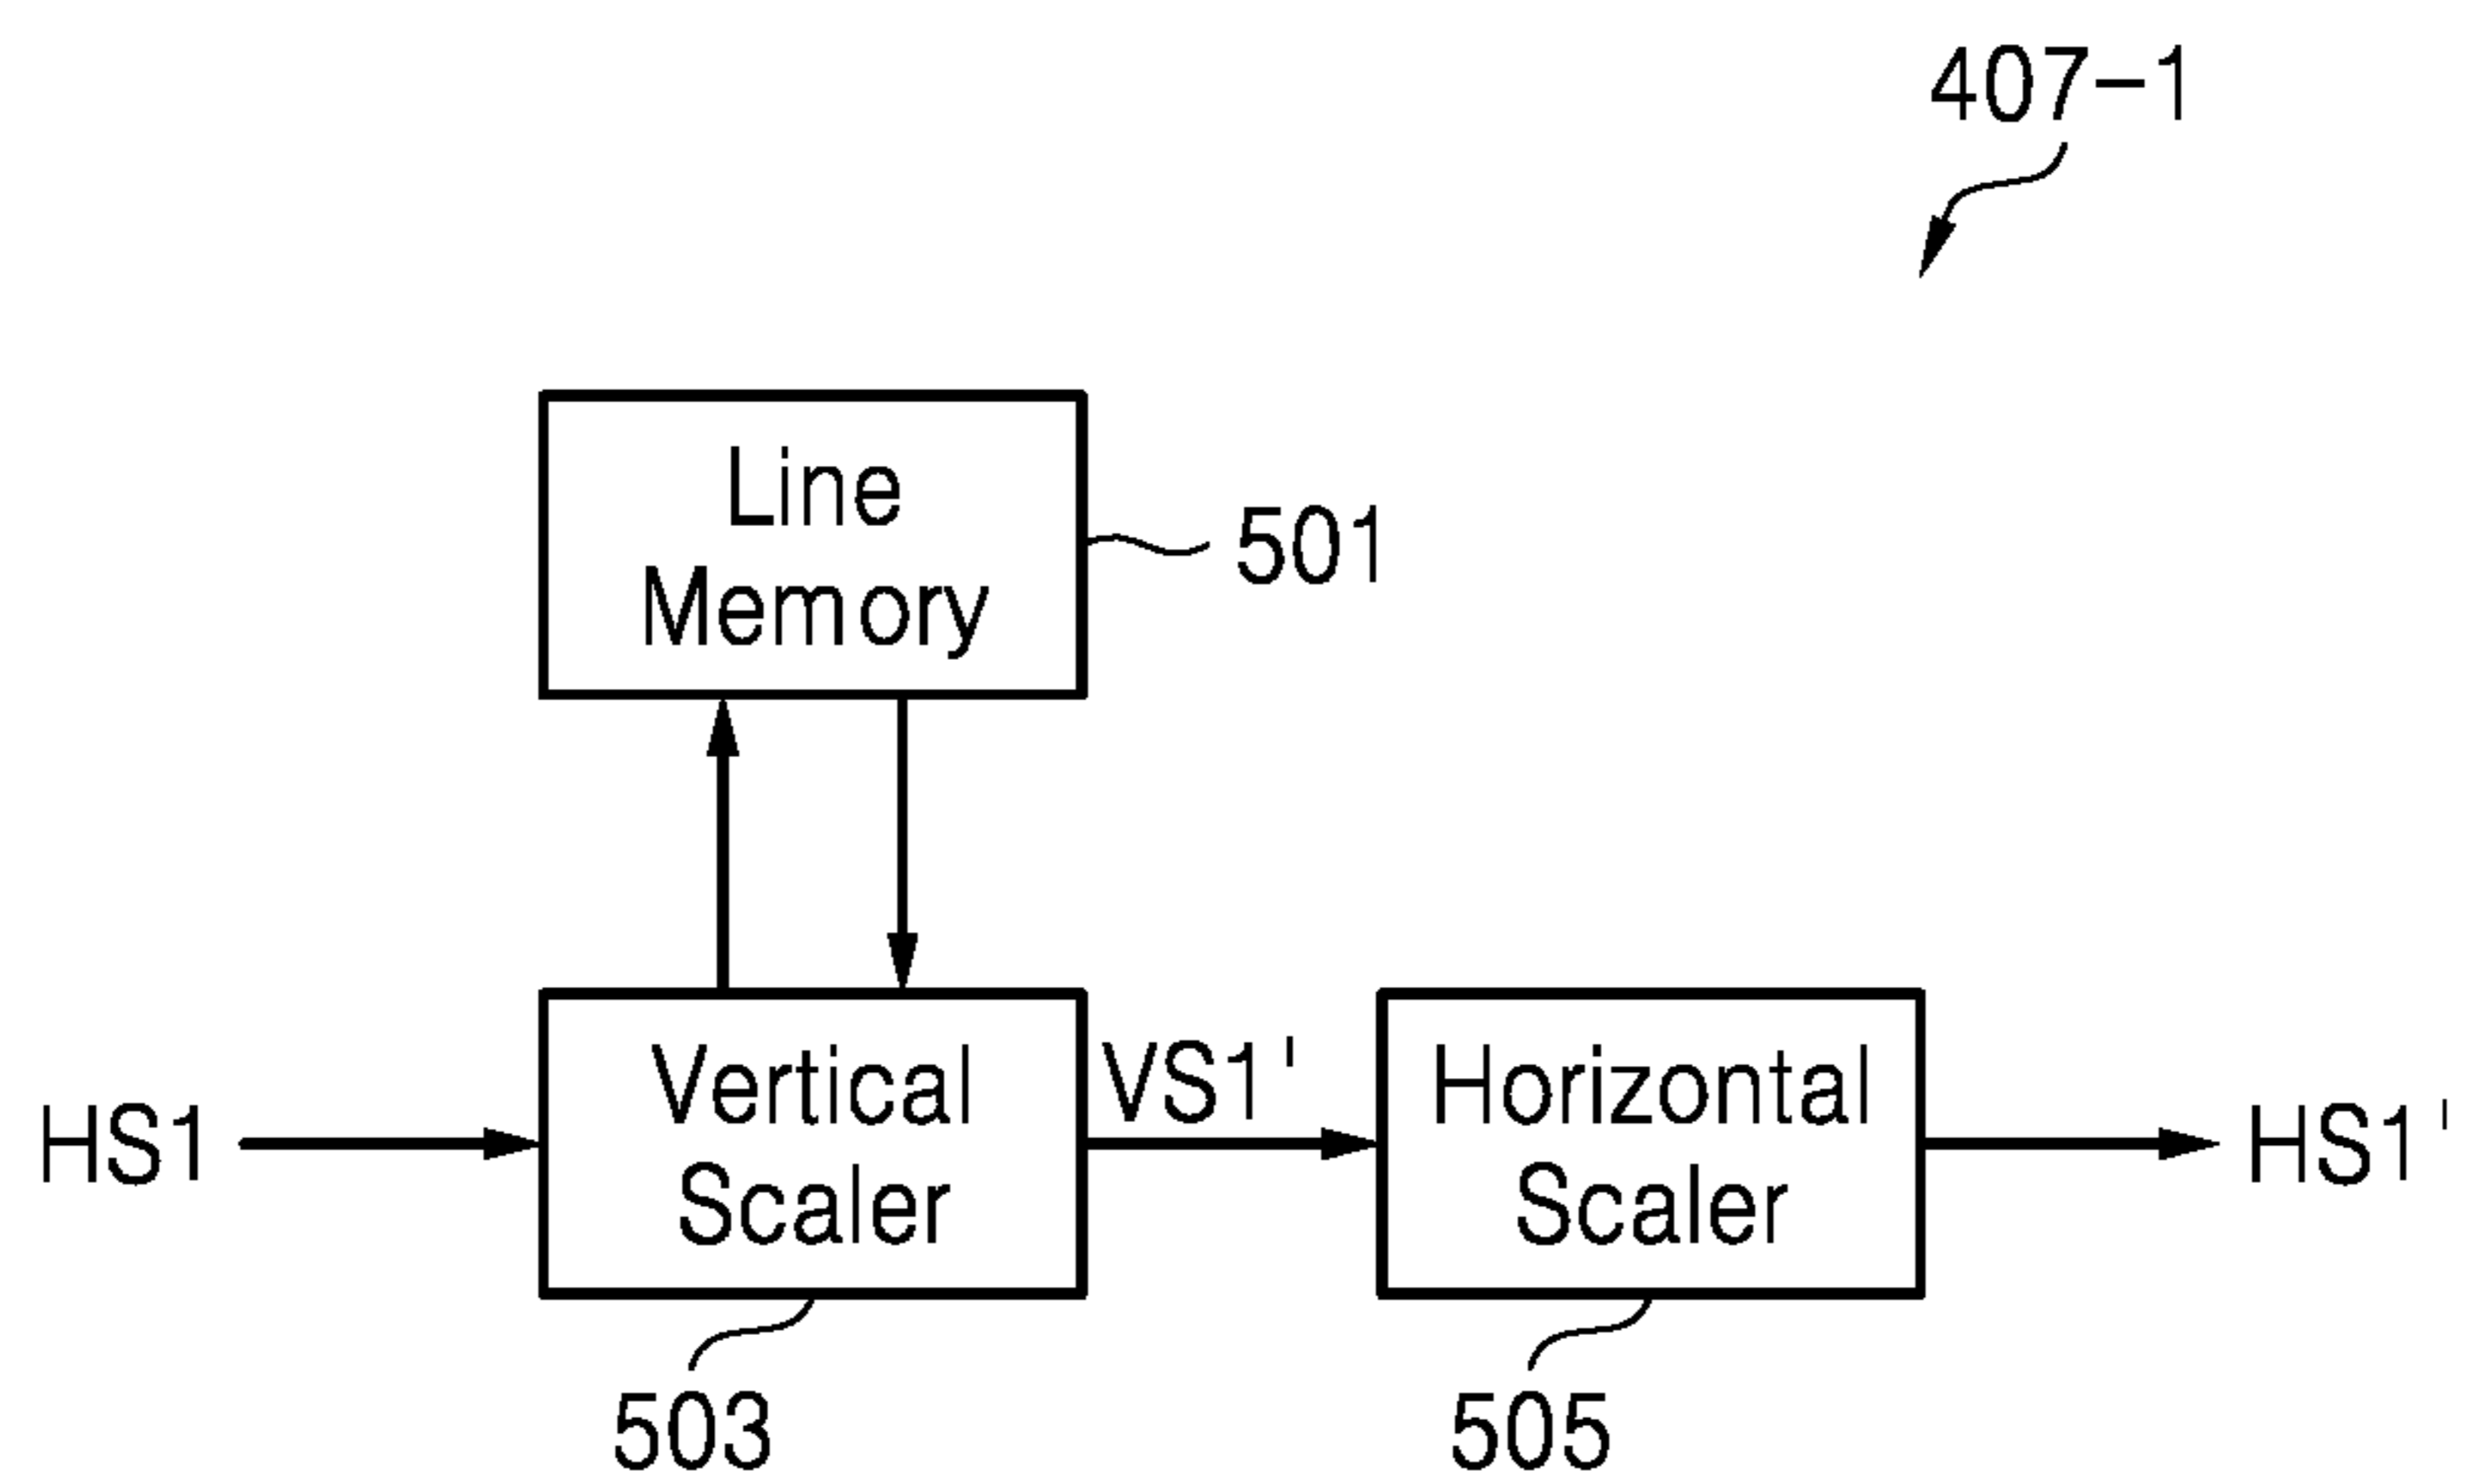 407-1
Line
Memory
501
HS1
Vertical
Scaler
VS1'
Horizontal
Scaler
HS1'
503
505